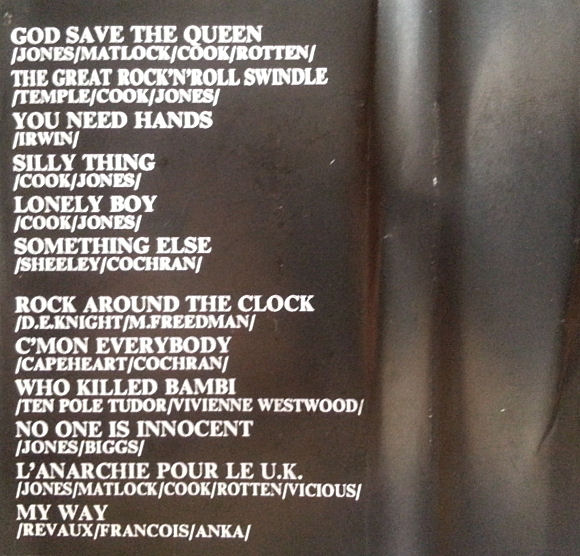 GOD SAVE THE QUEEN
/JONES/MATLOCK/COOK/ROTTEN/
THE GREAT ROCK'N'ROLL SWINDLE
/TEMPLE/COOK/JONES/
YOU NEED HANDS
/IRWIN/
SILLY THING
/COOK/JONES/
LONELY BOY
/COOK/JONES/
SOMETHING ELSE
/SHEELEY/COCHRAN/
ROCK AROUND THE CLOCK
/D.E.KNIGHT/M.FREEDMAN/
C'MON EVERYBODY
/CAPEHEART/COCHRAN/
WHO KILLED BAMBI
/TEN POLE TUDOR/VIVIENNE WESTWOOD/
NO ONE IS INNOCENT
/JONES/BIGGS/
L'ANARCHIE POUR LE U.K.
/JONES/MATLOCK/COOK/ROTTEN/VICIOUS/
MY WAY
/REVAUX/FRANCOIS/ANKA/